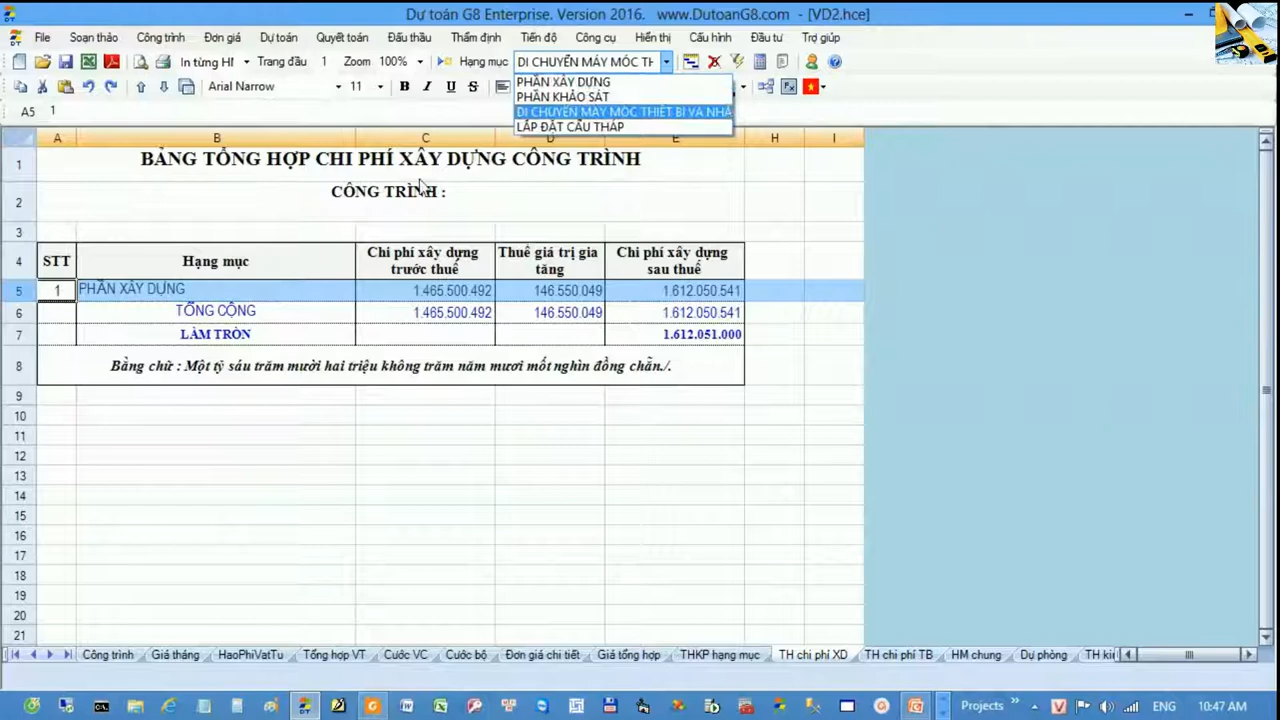 Dự toán G8 Enterprise. Version 2016. www.DutoanG8.com - [VD2.hce]
File Soạn thảo Công trình Đơn giá Dự toán Quyết toán Đấu thầu Thẩm định Tiến độ Công cụ Hiển thị Cấu hình Đầu tư Trợ giúp
In từng HI Trang đầu 1 Zoom 100% Hạng mục DI CHUYỂN MÁY MÓC TH
PHẦN XÂY DỰNG
PHẦN KHẢO SÁT
DI CHUYỂN MÁY MÓC THIẾT BỊ VÀ NHÂ
LẮP ĐẶT CẨU THÁP
Arial Narrow 11 B I U S
A5 1
A B C D E H I
1 BẢNG TỔNG HỢP CHI PHÍ XÂY DỰNG CÔNG TRÌNH
2 CÔNG TRÌNH :
3
4 STT Hạng mục Chi phí xây dựng trước thuế Thuế giá trị gia tăng Chi phí xây dựng sau thuế
5 1 PHẦN XÂY DỰNG 1.465.500.492 146.550.049 1.612.050.541
6 TỔNG CỘNG 1.465.500.492 146.550.049 1.612.050.541
7 LÀM TRÒN 1.612.051.000
8 Bằng chữ : Một tỷ sáu trăm mười hai triệu không trăm năm mươi mốt nghìn đồng chẵn./.
9
10
11
12
13
14
15
16
17
18
19
20
21
Công trình Giá tháng HaoPhiVatTu Tổng hợp VT Cước VC Cước bộ Đơn giá chi tiết Giá tổng hợp THKP hạng mục TH chi phí XD TH chi phí TB HM chung Dự phòng TH ki
Projects ENG 10:47 AM